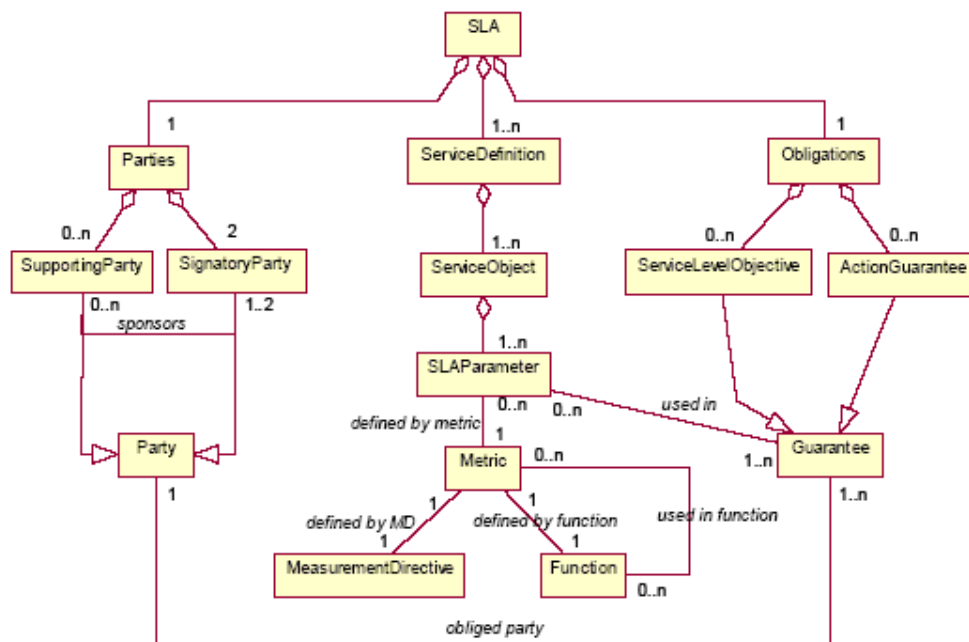 SLA
1
1..n
1
Parties
ServiceDefinition
Obligations
0..n
2
1..n
0..n
0..n
SupportingParty
SignatoryParty
ServiceObject
ServiceLevelObjective
ActionGuarantee
0..n
sponsors
1..2
1..n
SLAParameter
0..n
0..n
used in
defined by metric
1
Party
Metric
0..n
1..n
Guarantee
1
1
1
1..n
defined by MD
defined by function
used in function
1
1
MeasurementDirective
Function
0..n
obliged party